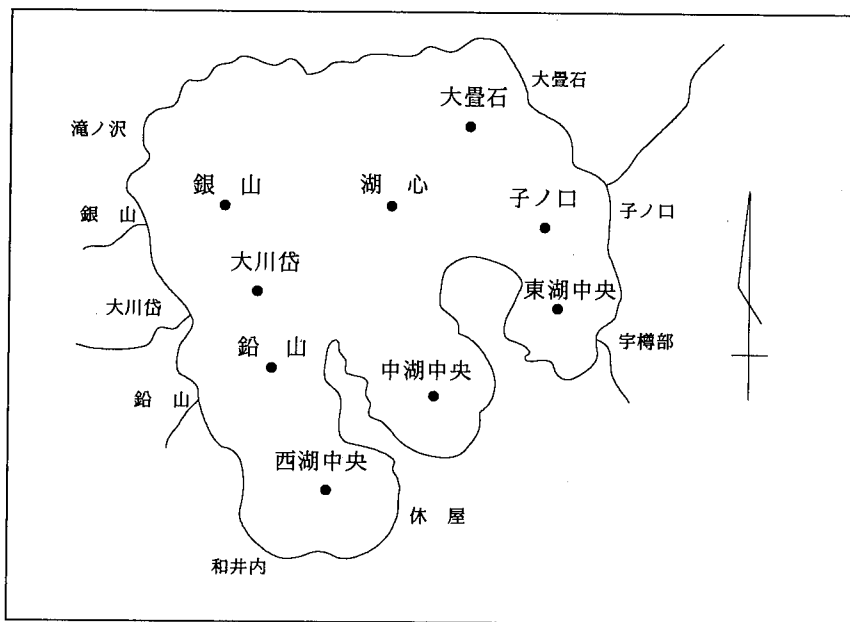 大畳石
大畳石
滝ノ沢
銀山
湖心
子ノ口
子ノ口
銀山
大川岱
東湖中央
大川岱
宇樽部
鉛山
中湖中央
鉛山
西湖中央
休屋
和井内